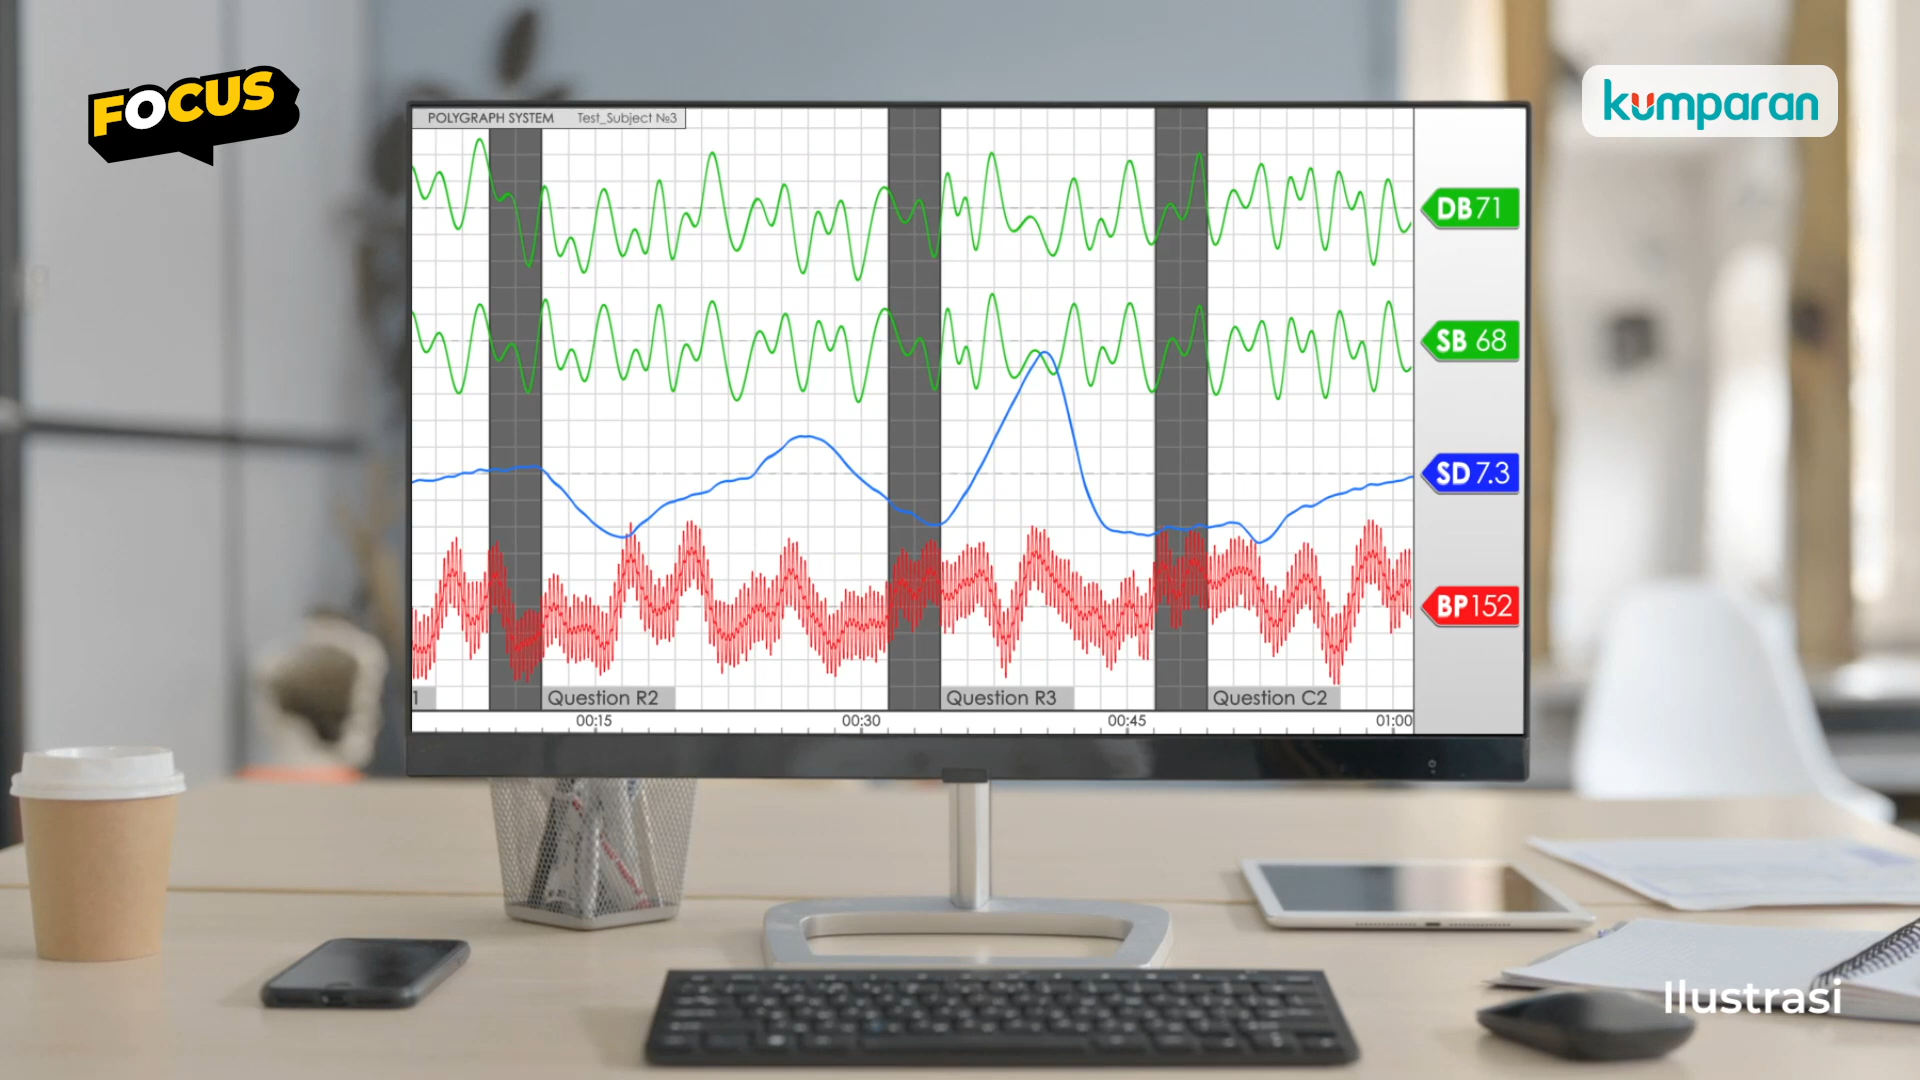 FOCUS
kumparan
POLYGRAPH SYSTEM Test_Subject №3
DB 71
SB 68
SD 7.3
BP 152
1
Question R2
Question R3
Question C2
00:15
00:30
00:45
01:00
Ilustrasi